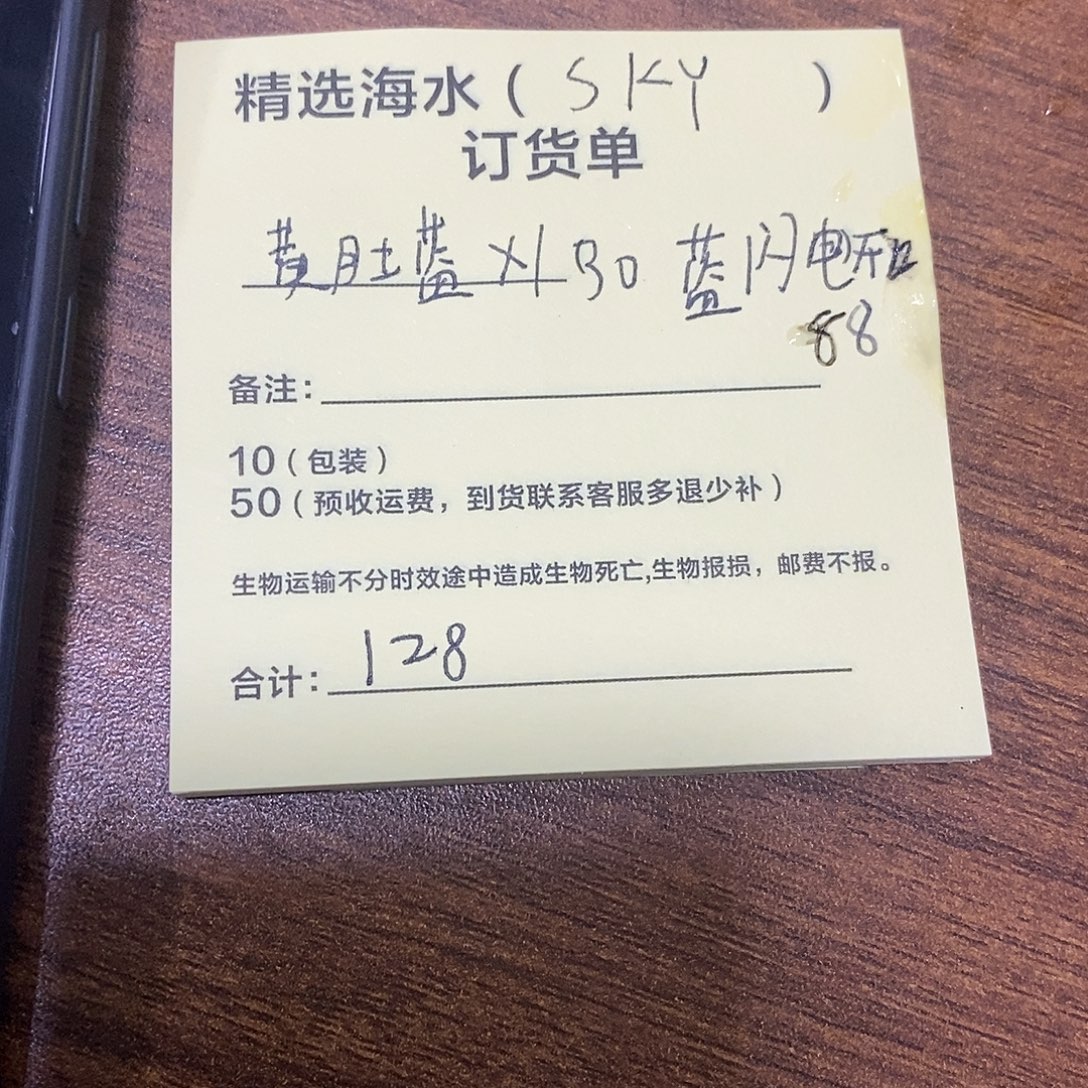 精选海水（SKY）
订货单
黄肚蓝 X1 30 蓝闪电
88
备注：
10（包装）
50（预收运费，到货联系客服多退少补）
生物运输不分时效途中造成生物死亡,生物报损，邮费不报。
合计：128